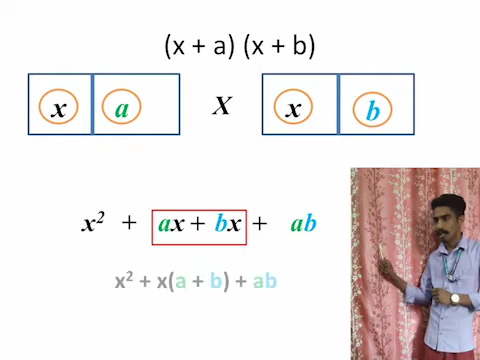 (x + a) (x + b)
x a X x b
x² + ax + bx + ab
x² + x(a + b) + ab